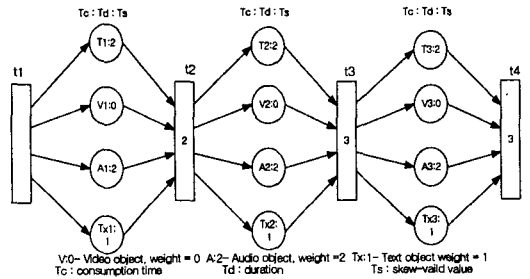 Tc : Td : Ts Tc : Td : Ts Tc : Td : Ts
T1:2 T2:2 T3:2
t1 t2 t3 t4
V1:0 V2:0 V3:0
2 3 3
A1:2 A2:2 A3:2
Tx1: 1 Tx2: 1 Tx3: 1
V:0- Video object, weight = 0 A:2- Audio object, weight =2 Tx:1- Text object weight = 1
Tc : consumption time Td : duration Ts : skew-vaild value